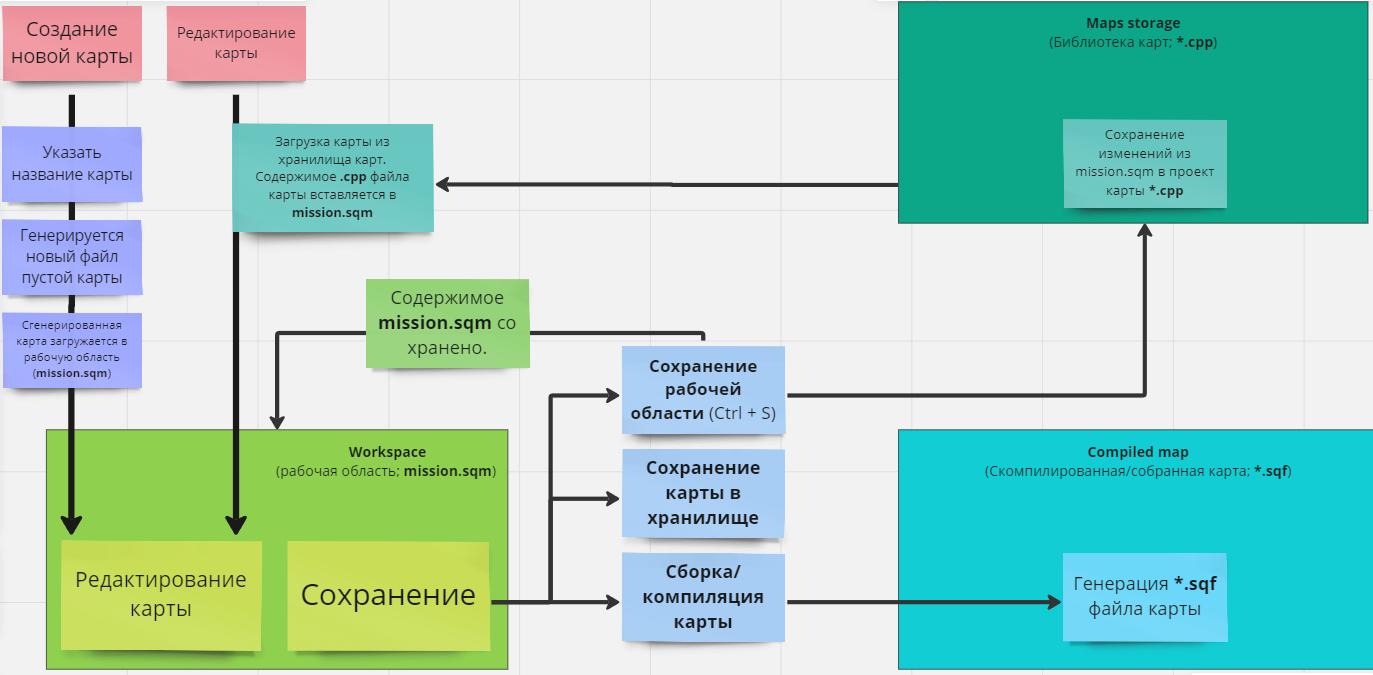 Создание
новой карты
Редактирование
карты
Maps storage
(Библиотека карт; *.cpp)
Указать
название карты
Загрузка карты из
хранилища карт.
Содержимое .cpp файла
карты вставляется в
mission.sqm
Сохранение
изменений из
mission.sqm в проект
карты *.cpp
Генерируется
новый файл
пустой карты
Сгенерированная
карта загружается в
рабочую область
(mission.sqm)
Содержимое
mission.sqm со
хранено.
Сохранение
рабочей
области (Ctrl + S)
Workspace
(рабочая область; mission.sqm)
Сохранение
карты в
хранилище
Compiled map
(Скомпилированная/собранная карта; *.sqf)
Редактирование
карты
Сохранение
Сборка/
компиляция
карты
Генерация *.sqf
файла карты